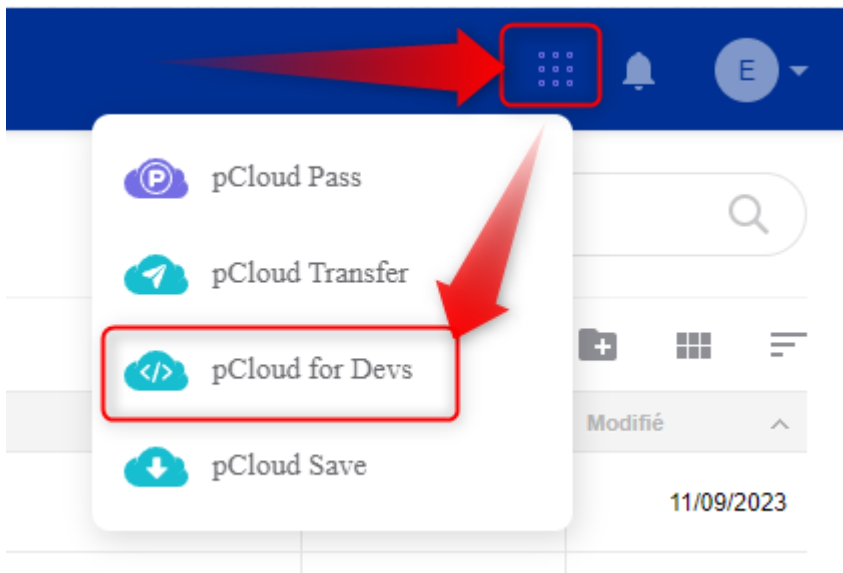 E
pCloud Pass
pCloud Transfer
pCloud for Devs
pCloud Save
Modifié
11/09/2023